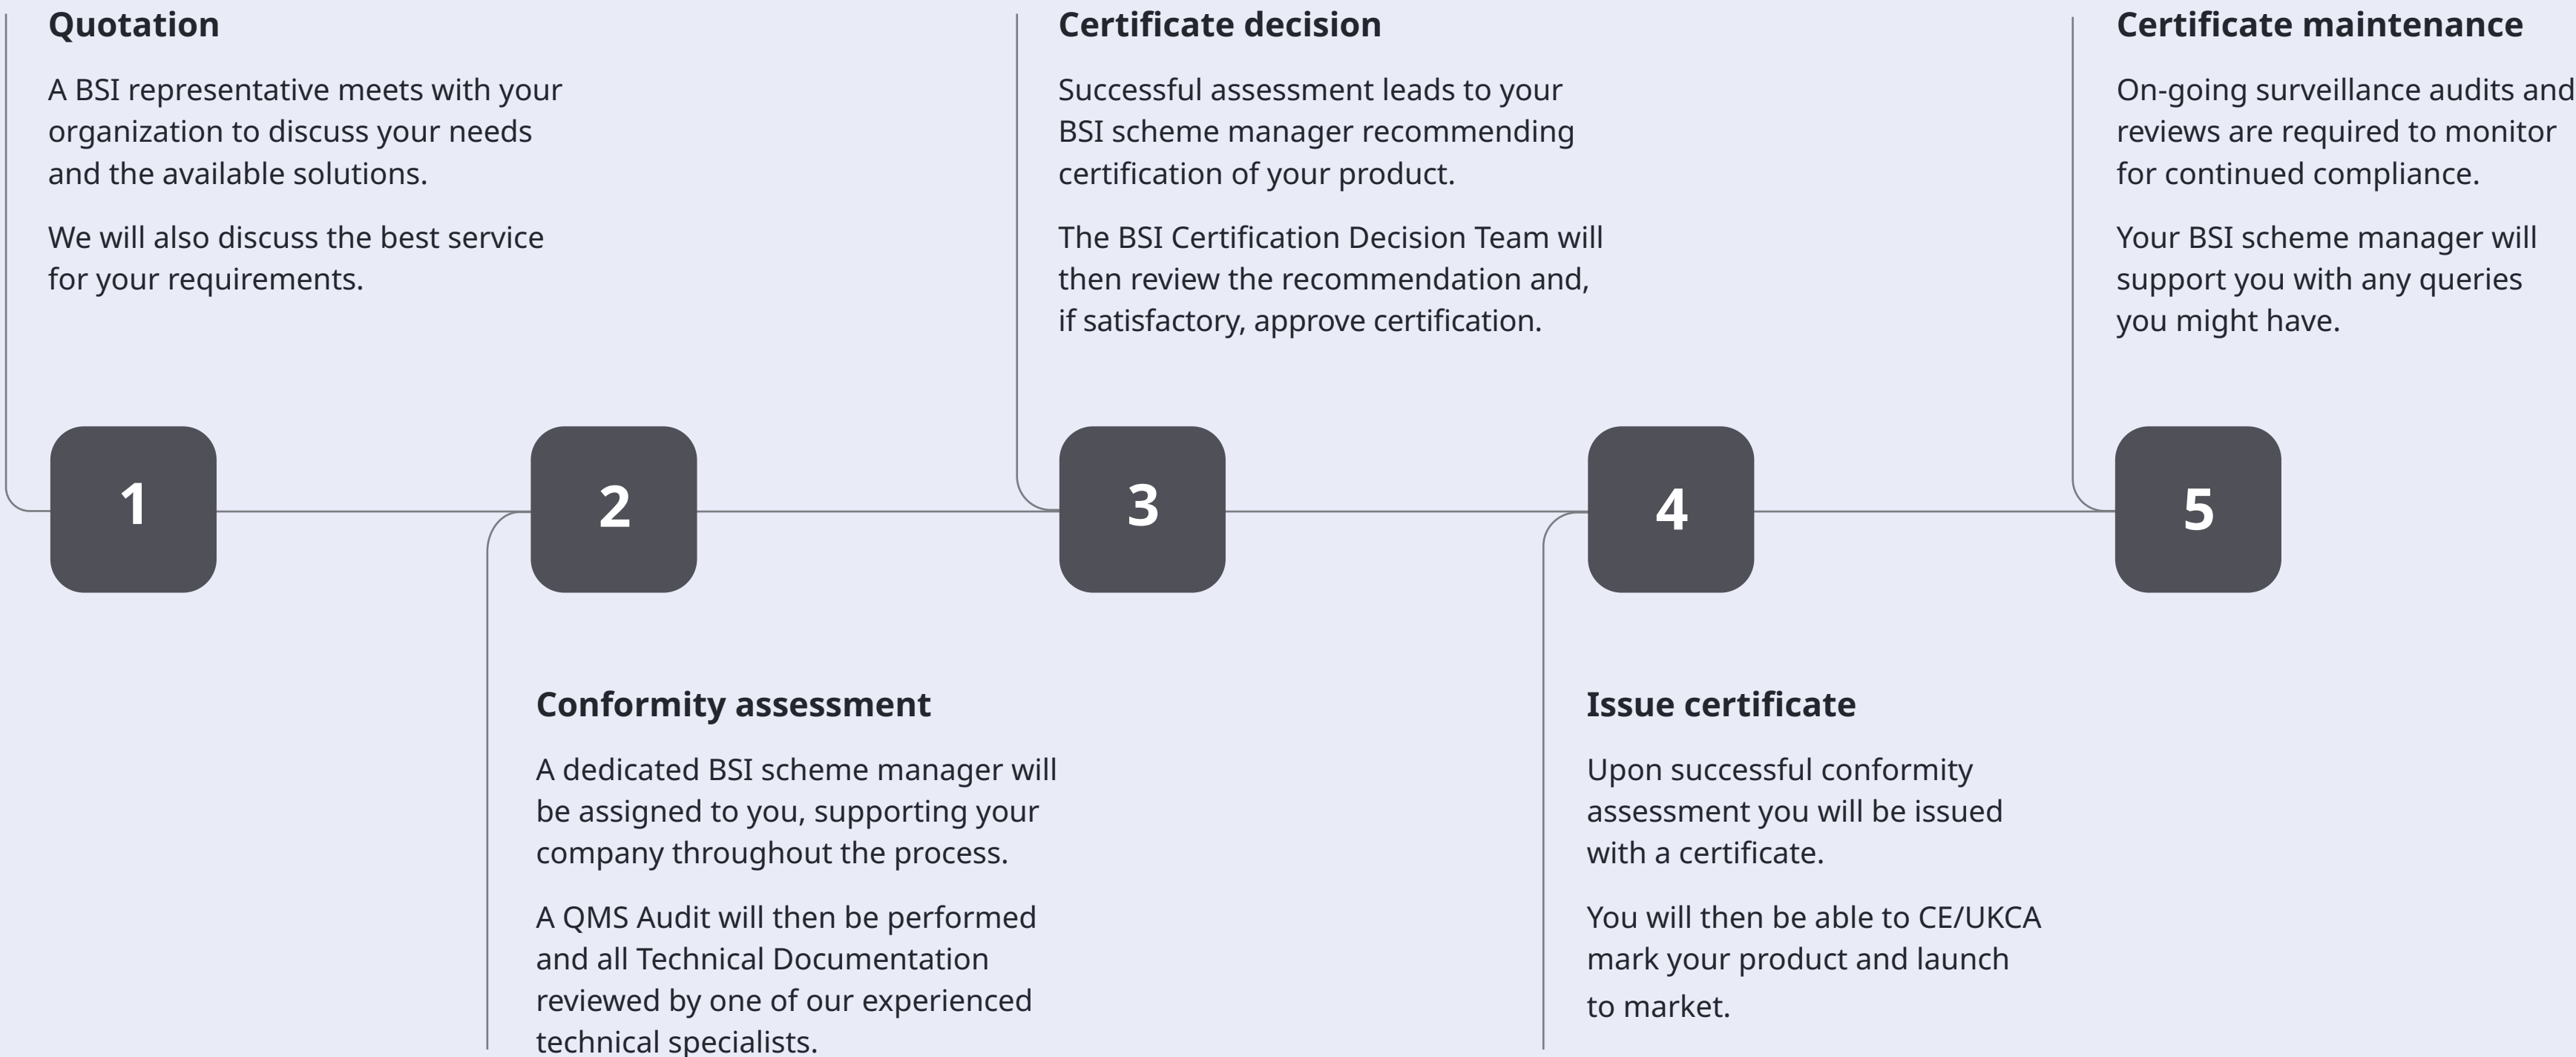 Quotation
A BSI representative meets with your
organization to discuss your needs
and the available solutions.
We will also discuss the best service
for your requirements.
Certificate decision
Successful assessment leads to your
BSI scheme manager recommending
certification of your product.
The BSI Certification Decision Team will
then review the recommendation and,
if satisfactory, approve certification.
Certificate maintenance
On-going surveillance audits and
reviews are required to monitor
for continued compliance.
Your BSI scheme manager will
support you with any queries
you might have.
1
2
3
4
5
Conformity assessment
A dedicated BSI scheme manager will
be assigned to you, supporting your
company throughout the process.
A QMS Audit will then be performed
and all Technical Documentation
reviewed by one of our experienced
technical specialists.
Issue certificate
Upon successful conformity
assessment you will be issued
with a certificate.
You will then be able to CE/UKCA
mark your product and launch
to market.